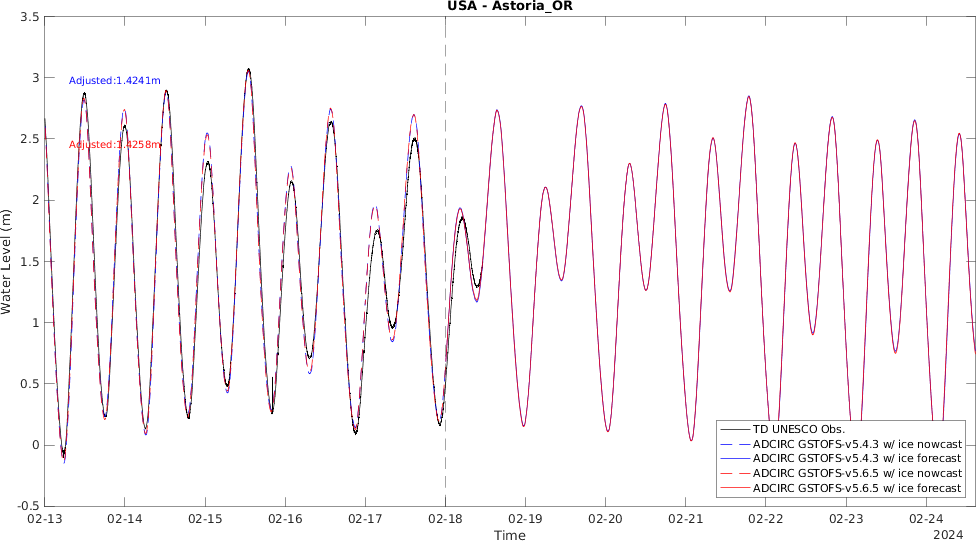 USA - Astoria_OR
Water Level (m)
3.5
3
2.5
2
1.5
1
0.5
0
-0.5
Adjusted:1.4241m
Adjusted:1.4258m
TD UNESCO Obs.
ADCIRC GSTOFS-v5.4.3 w/ ice nowcast
ADCIRC GSTOFS-v5.4.3 w/ ice forecast
ADCIRC GSTOFS-v5.6.5 w/ ice nowcast
ADCIRC GSTOFS-v5.6.5 w/ ice forecast
02-13 02-14 02-15 02-16 02-17 02-18 02-19 02-20 02-21 02-22 02-23 02-24
Time
2024